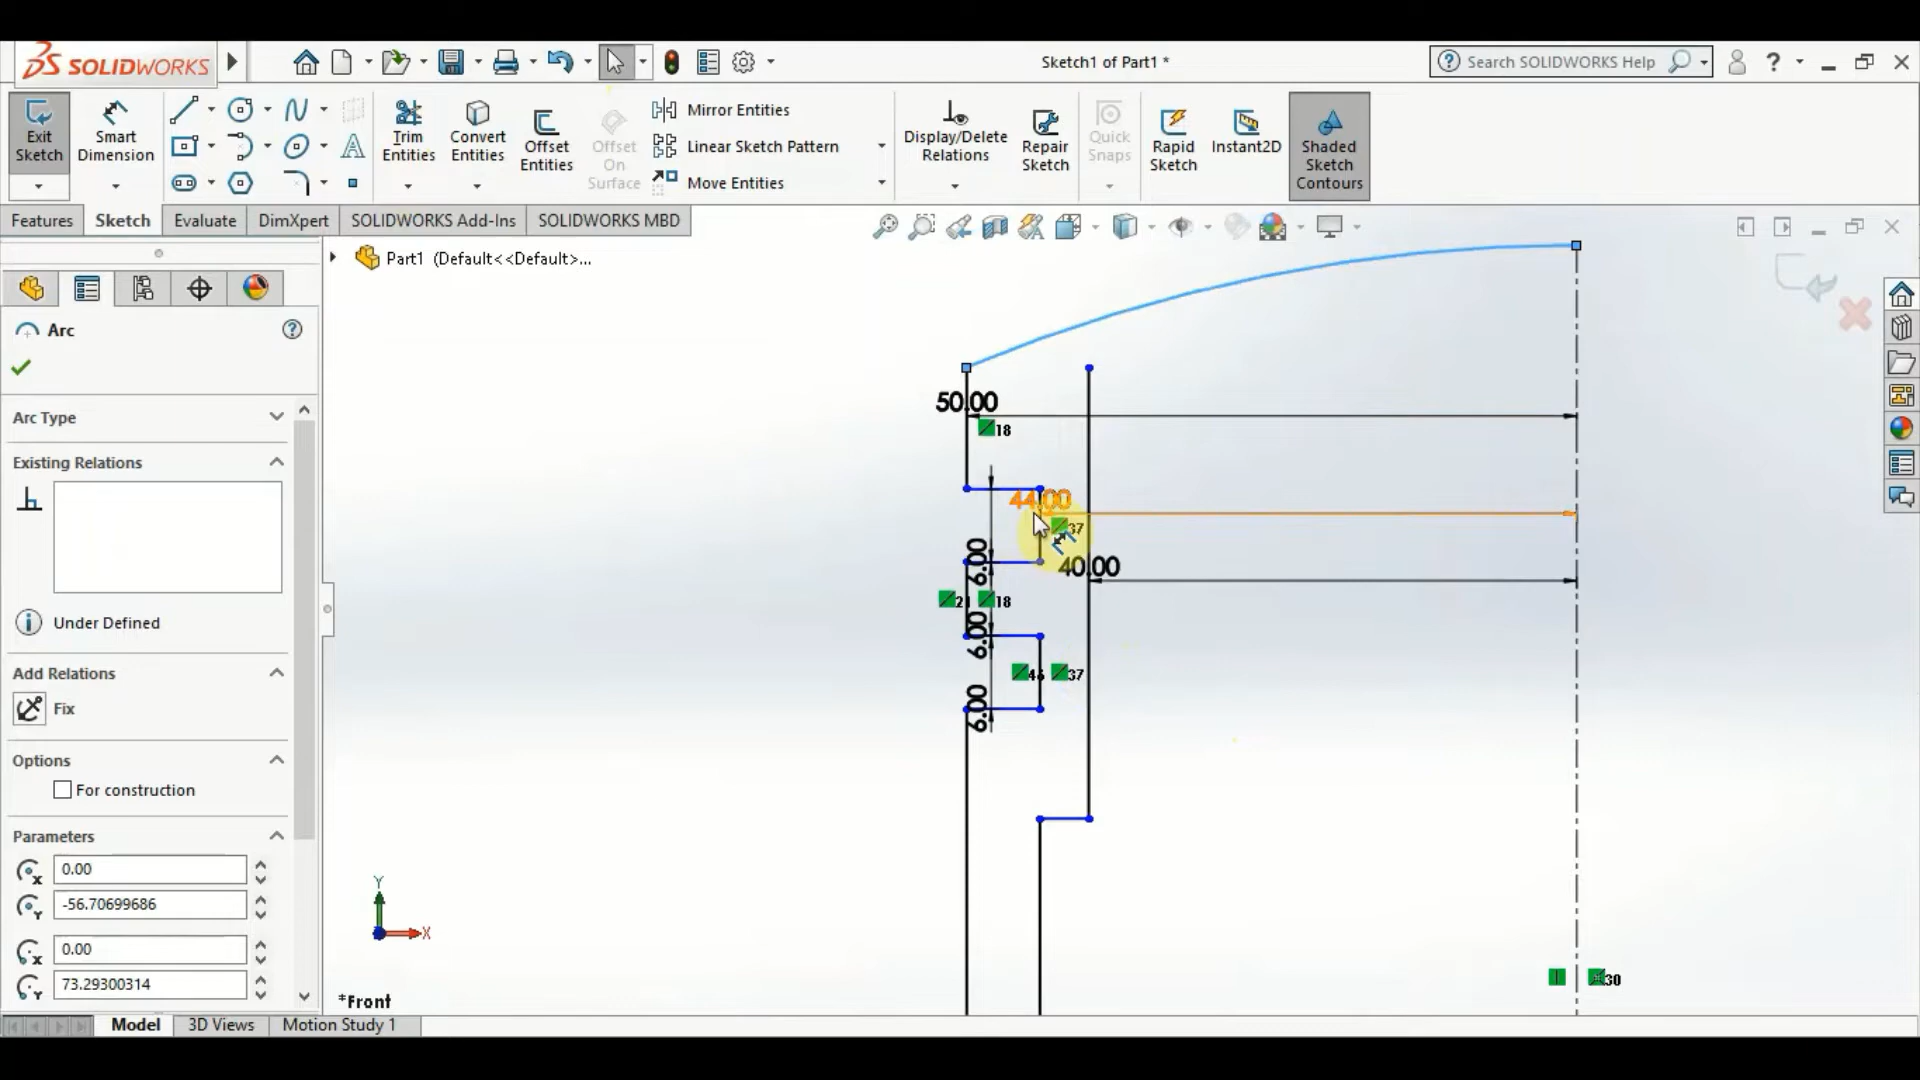 SOLIDWORKS
Sketch1 of Part1 *
Search SOLIDWORKS Help
?
Exit Sketch
Smart Dimension
Trim Entities
Convert Entities
Offset Entities
Offset On Surface
Mirror Entities
Linear Sketch Pattern
Move Entities
Display/Delete Relations
Repair Sketch
Quick Snaps
Rapid Sketch
Instant2D
Shaded Sketch Contours
Features
Sketch
Evaluate
DimXpert
SOLIDWORKS Add-Ins
SOLIDWORKS MBD
Part1 (Default<<Default>...
Arc
Arc Type
Existing Relations
Under Defined
Add Relations
Fix
Options
For construction
Parameters
0.00
-56.70699686
0.00
73.29300314
50.00
18
44.00
37
40.00
6.00
21
18
6.00
37
6.00
30
Y
X
*Front
Model
3D Views
Motion Study 1